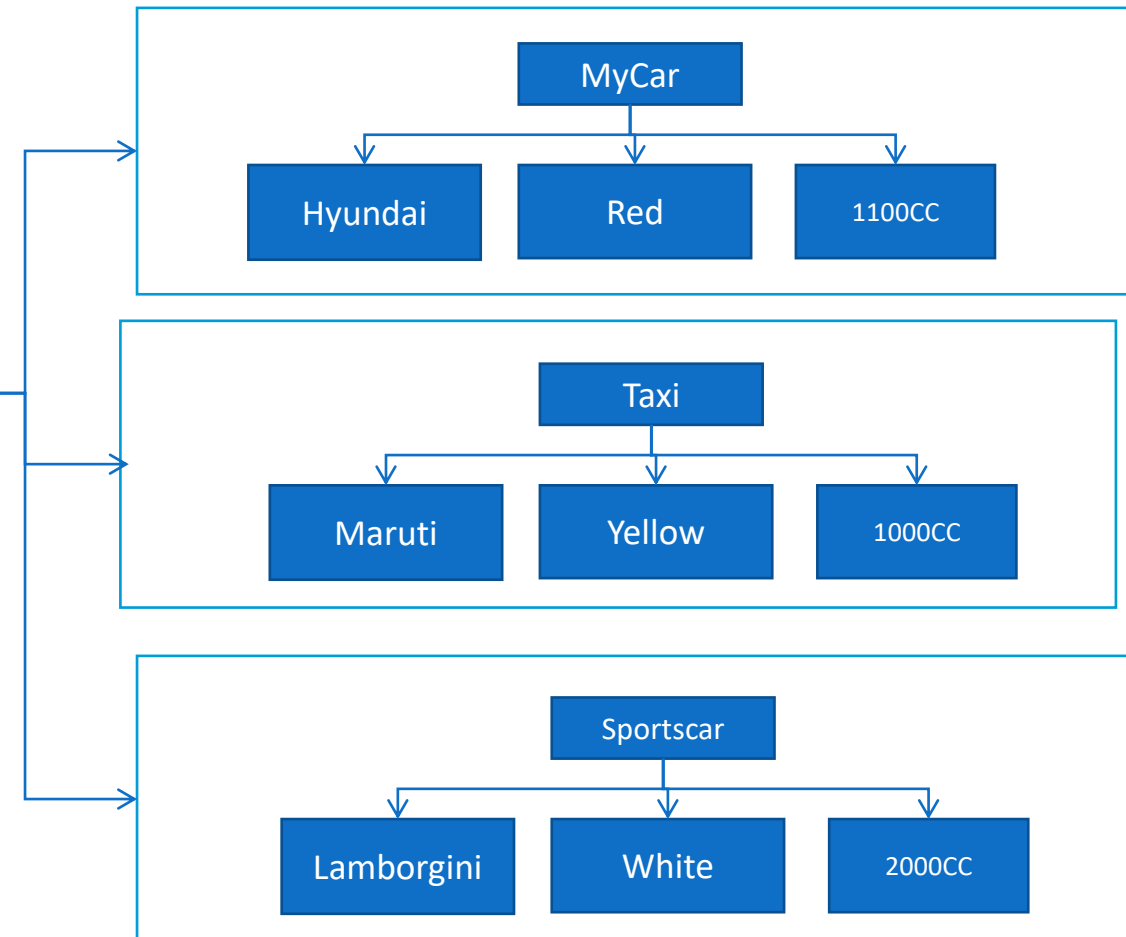 MyCar
Hyundai
Red
1100CC
Taxi
Maruti
Yellow
1000CC
Sportscar
Lamborgini
White
2000CC